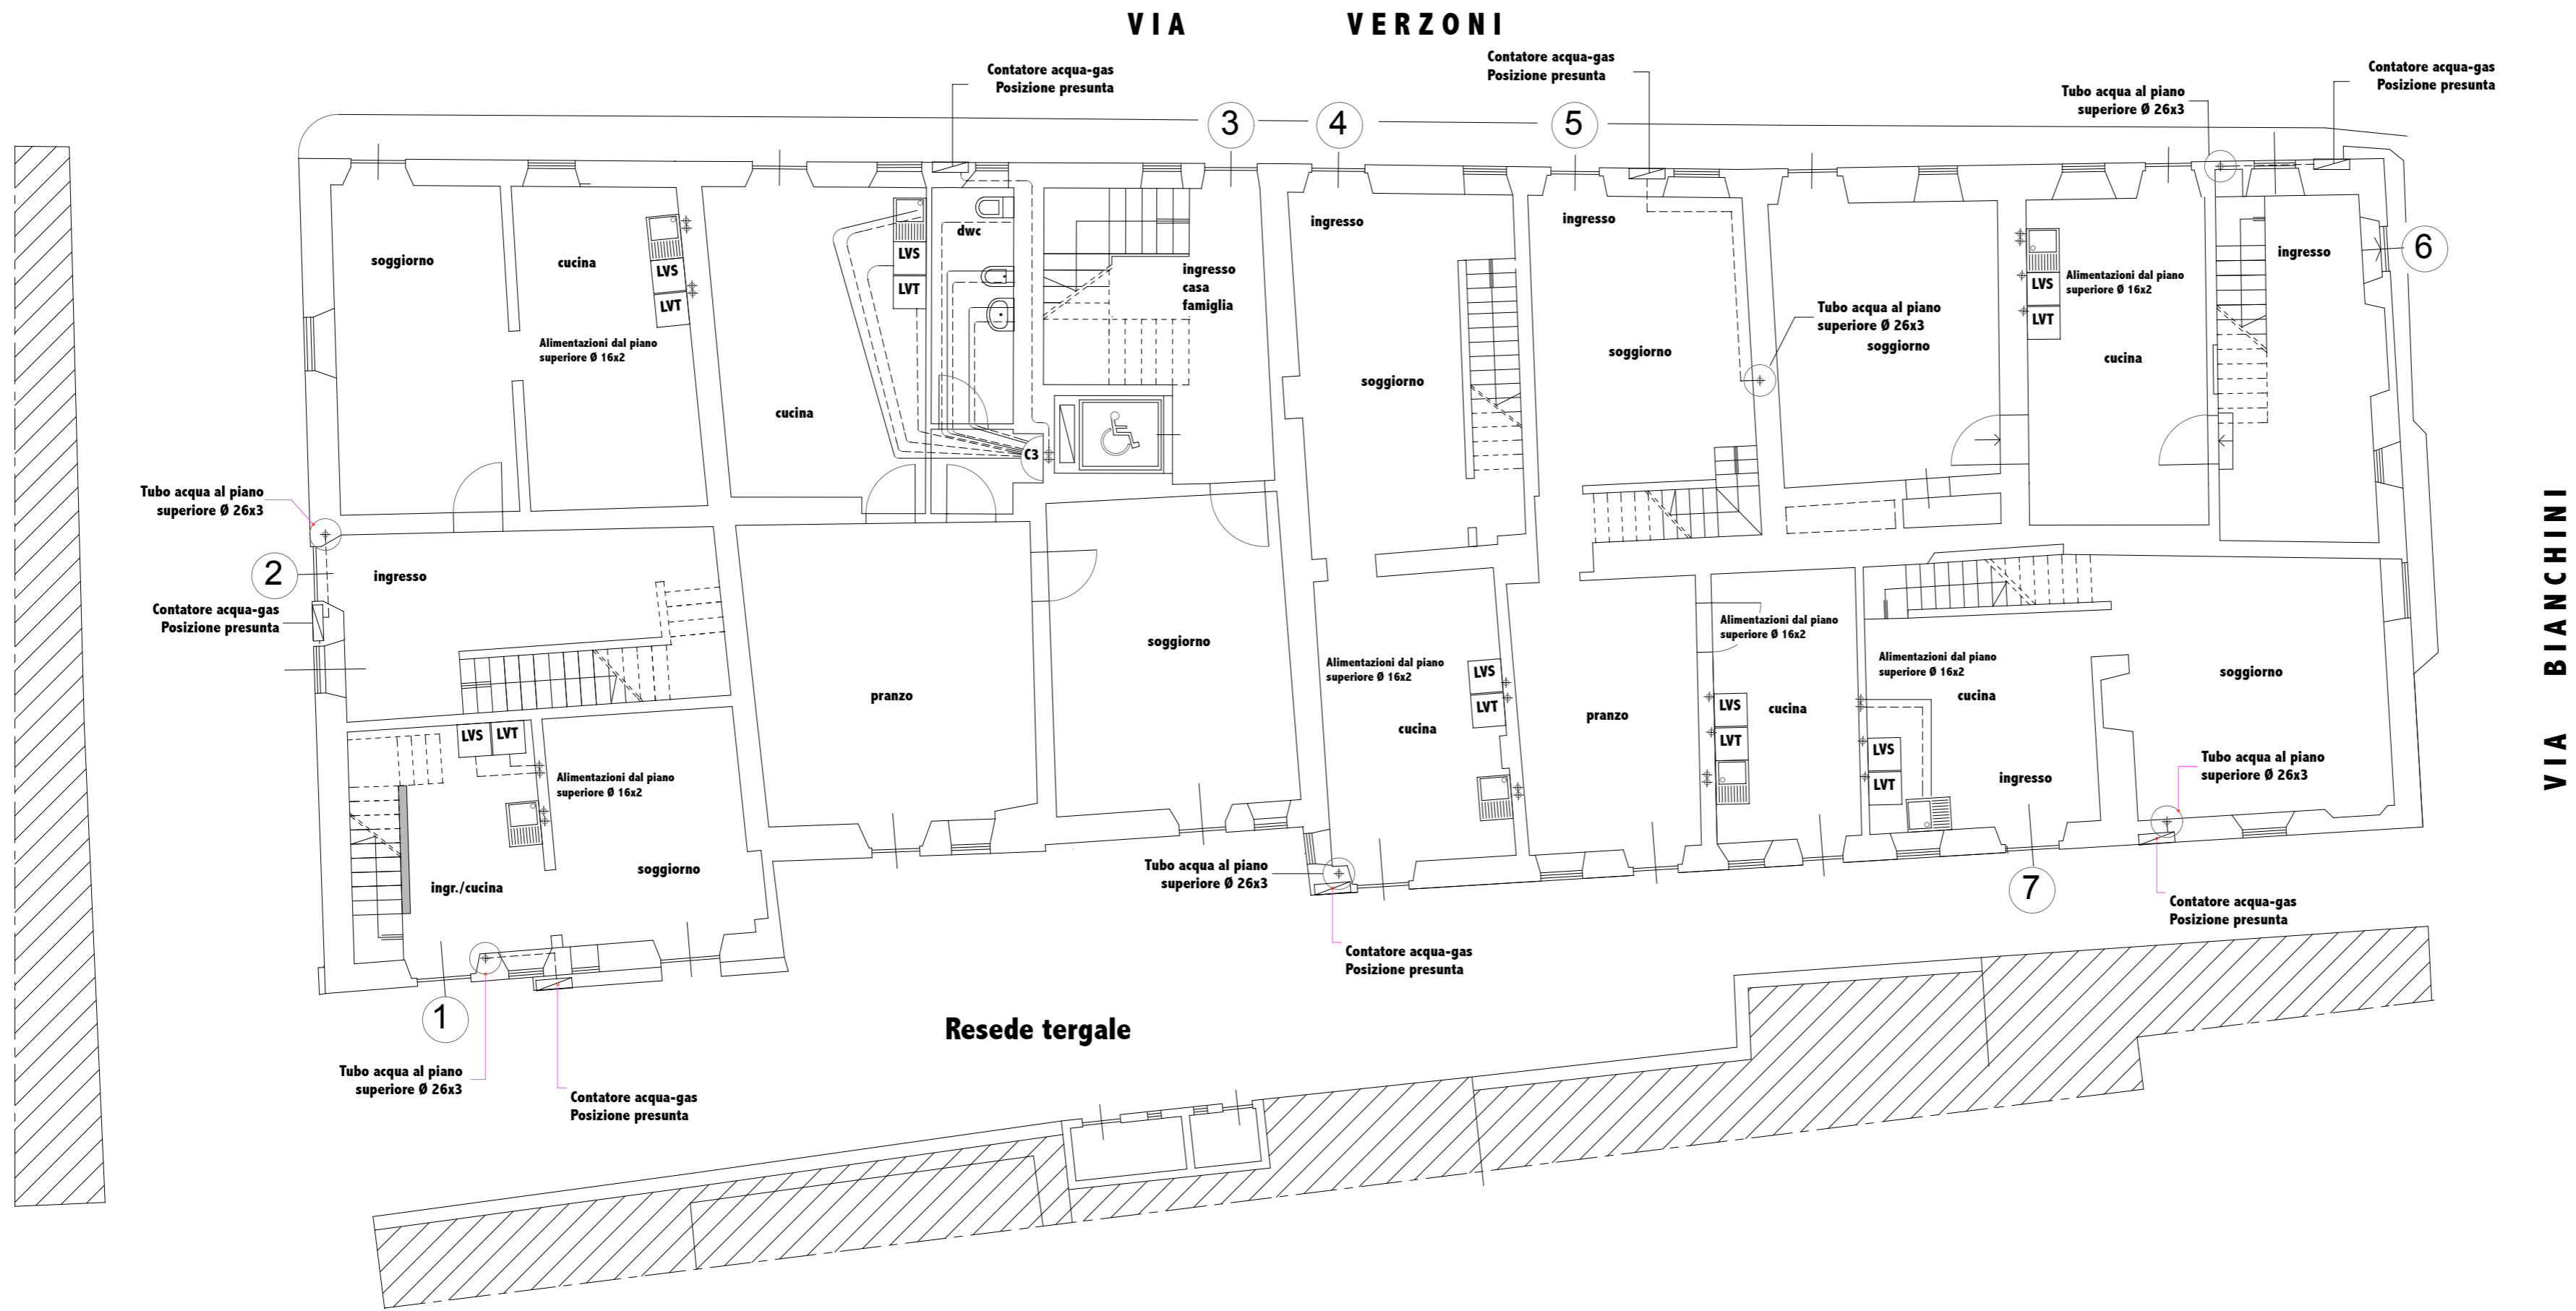 VIA VERZONI
Contatore acqua-gas
Posizione presunta
Contatore acqua-gas
Posizione presunta
Contatore acqua-gas
Posizione presunta
Tubo acqua al piano
superiore Ø 26x3
3
4
5
6
soggiorno
cucina
LVS
LVT
Alimentazioni dal piano
superiore Ø 16x2
cucina
LVS
LVT
dwc
C3
ingresso
casa
famiglia
ingresso
soggiorno
ingresso
soggiorno
Tubo acqua al piano
superiore Ø 26x3
soggiorno
LVS
LVT
Alimentazioni dal piano
superiore Ø 16x2
cucina
ingresso
Tubo acqua al piano
superiore Ø 26x3
2
Contatore acqua-gas
Posizione presunta
ingresso
pranzo
soggiorno
Alimentazioni dal piano
superiore Ø 16x2
LVS
LVT
cucina
pranzo
Alimentazioni dal piano
superiore Ø 16x2
LVS
LVT
cucina
Alimentazioni dal piano
superiore Ø 16x2
cucina
LVS
LVT
ingresso
soggiorno
Tubo acqua al piano
superiore Ø 26x3
VIA BIANCHINI
LVS
LVT
Alimentazioni dal piano
superiore Ø 16x2
ingr./cucina
soggiorno
Tubo acqua al piano
superiore Ø 26x3
7
Contatore acqua-gas
Posizione presunta
Contatore acqua-gas
Posizione presunta
1
Resede tergale
Tubo acqua al piano
superiore Ø 26x3
Contatore acqua-gas
Posizione presunta